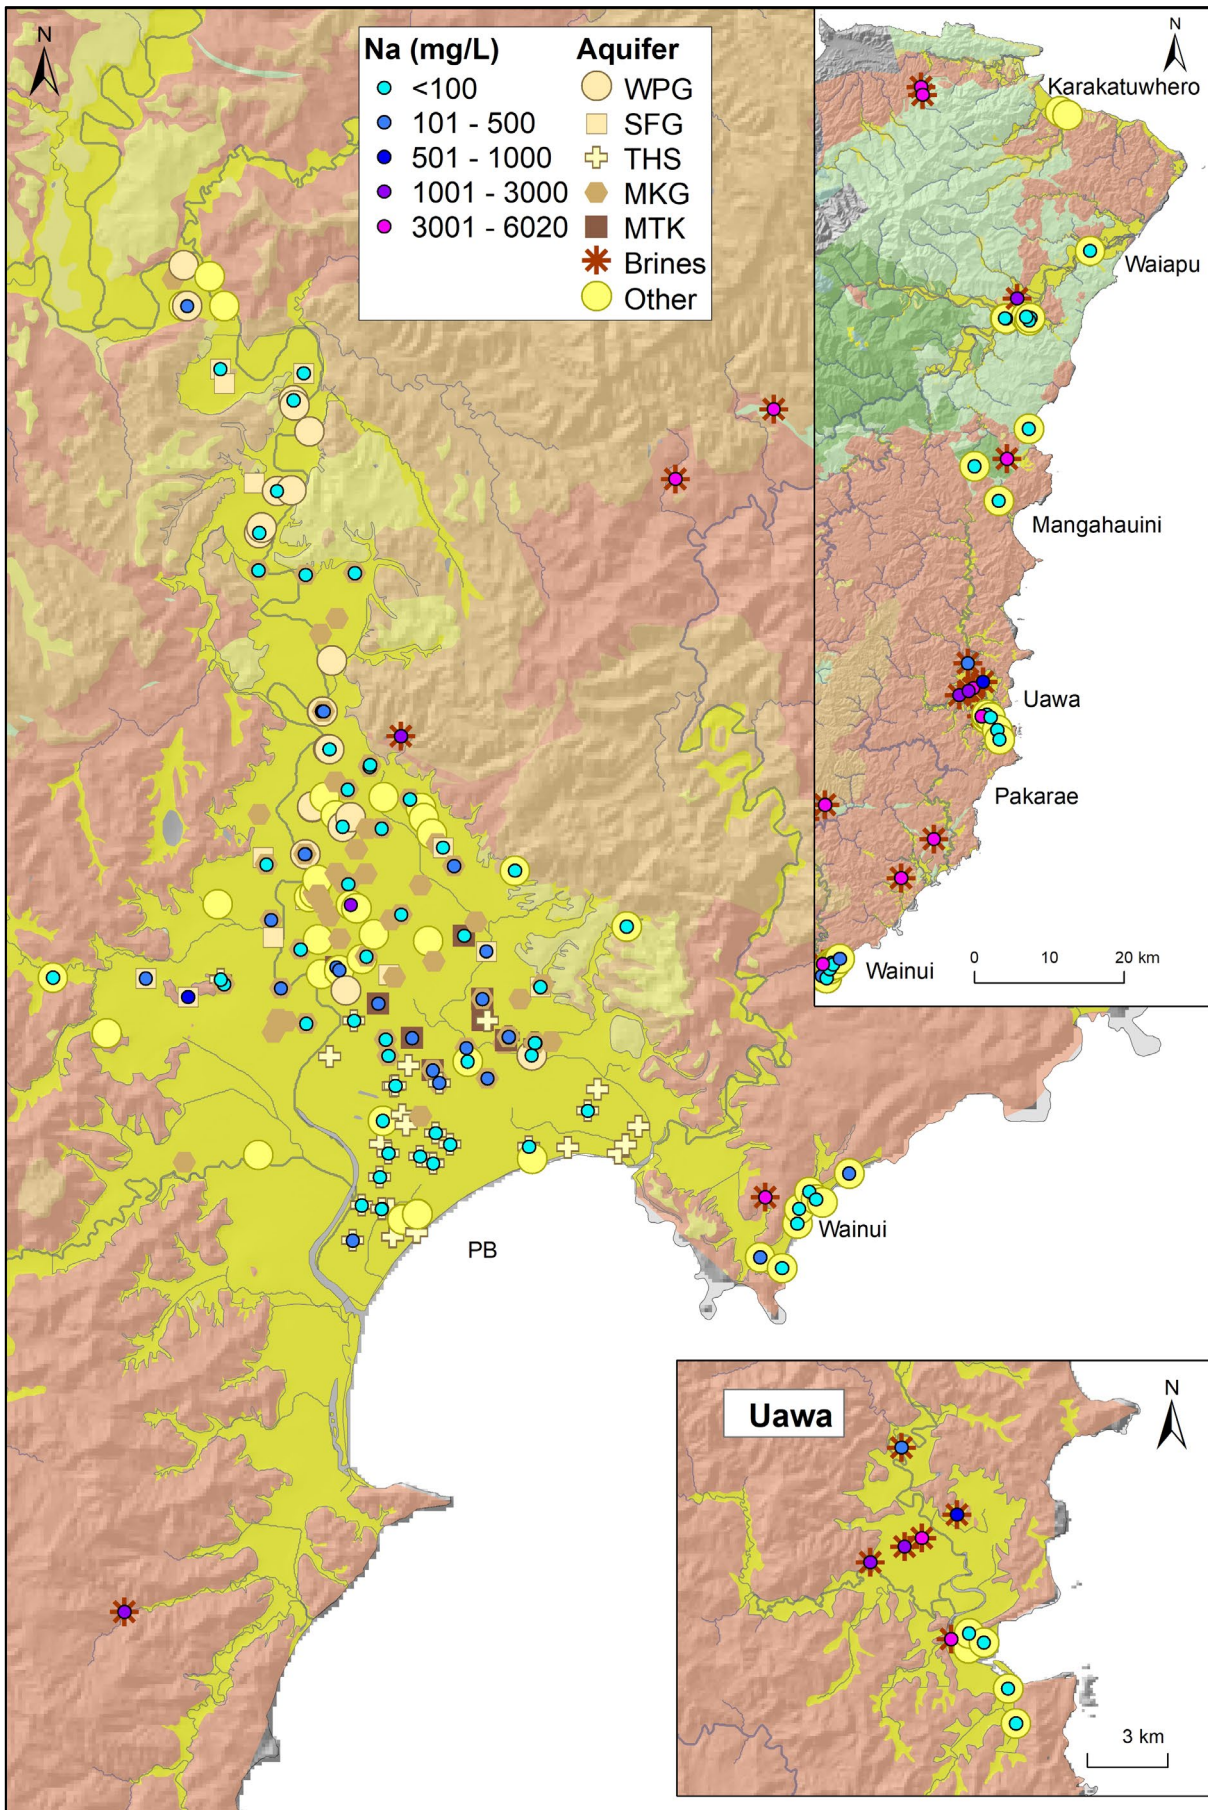 N
Na (mg/L)
<100
101 - 500
501 - 1000
1001 - 3000
3001 - 6020
Aquifer
WPG
SFG
THS
MKG
MTK
Brines
Other
PB
Wainui
N
Karakatuwhero
Waiapu
Mangahauini
Uawa
Pakarae
Wainui
0 10 20 km
Uawa
N
3 km